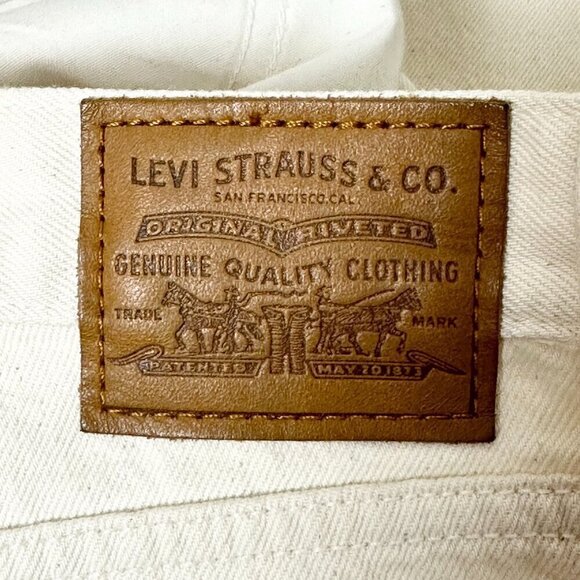 LEVI STRAUSS & CO.
SAN FRANCISCO.CAL.
ORIGINAL RIVETED
GENUINE QUALITY CLOTHING
TRADE MARK
PATENTED MAY 20 1873